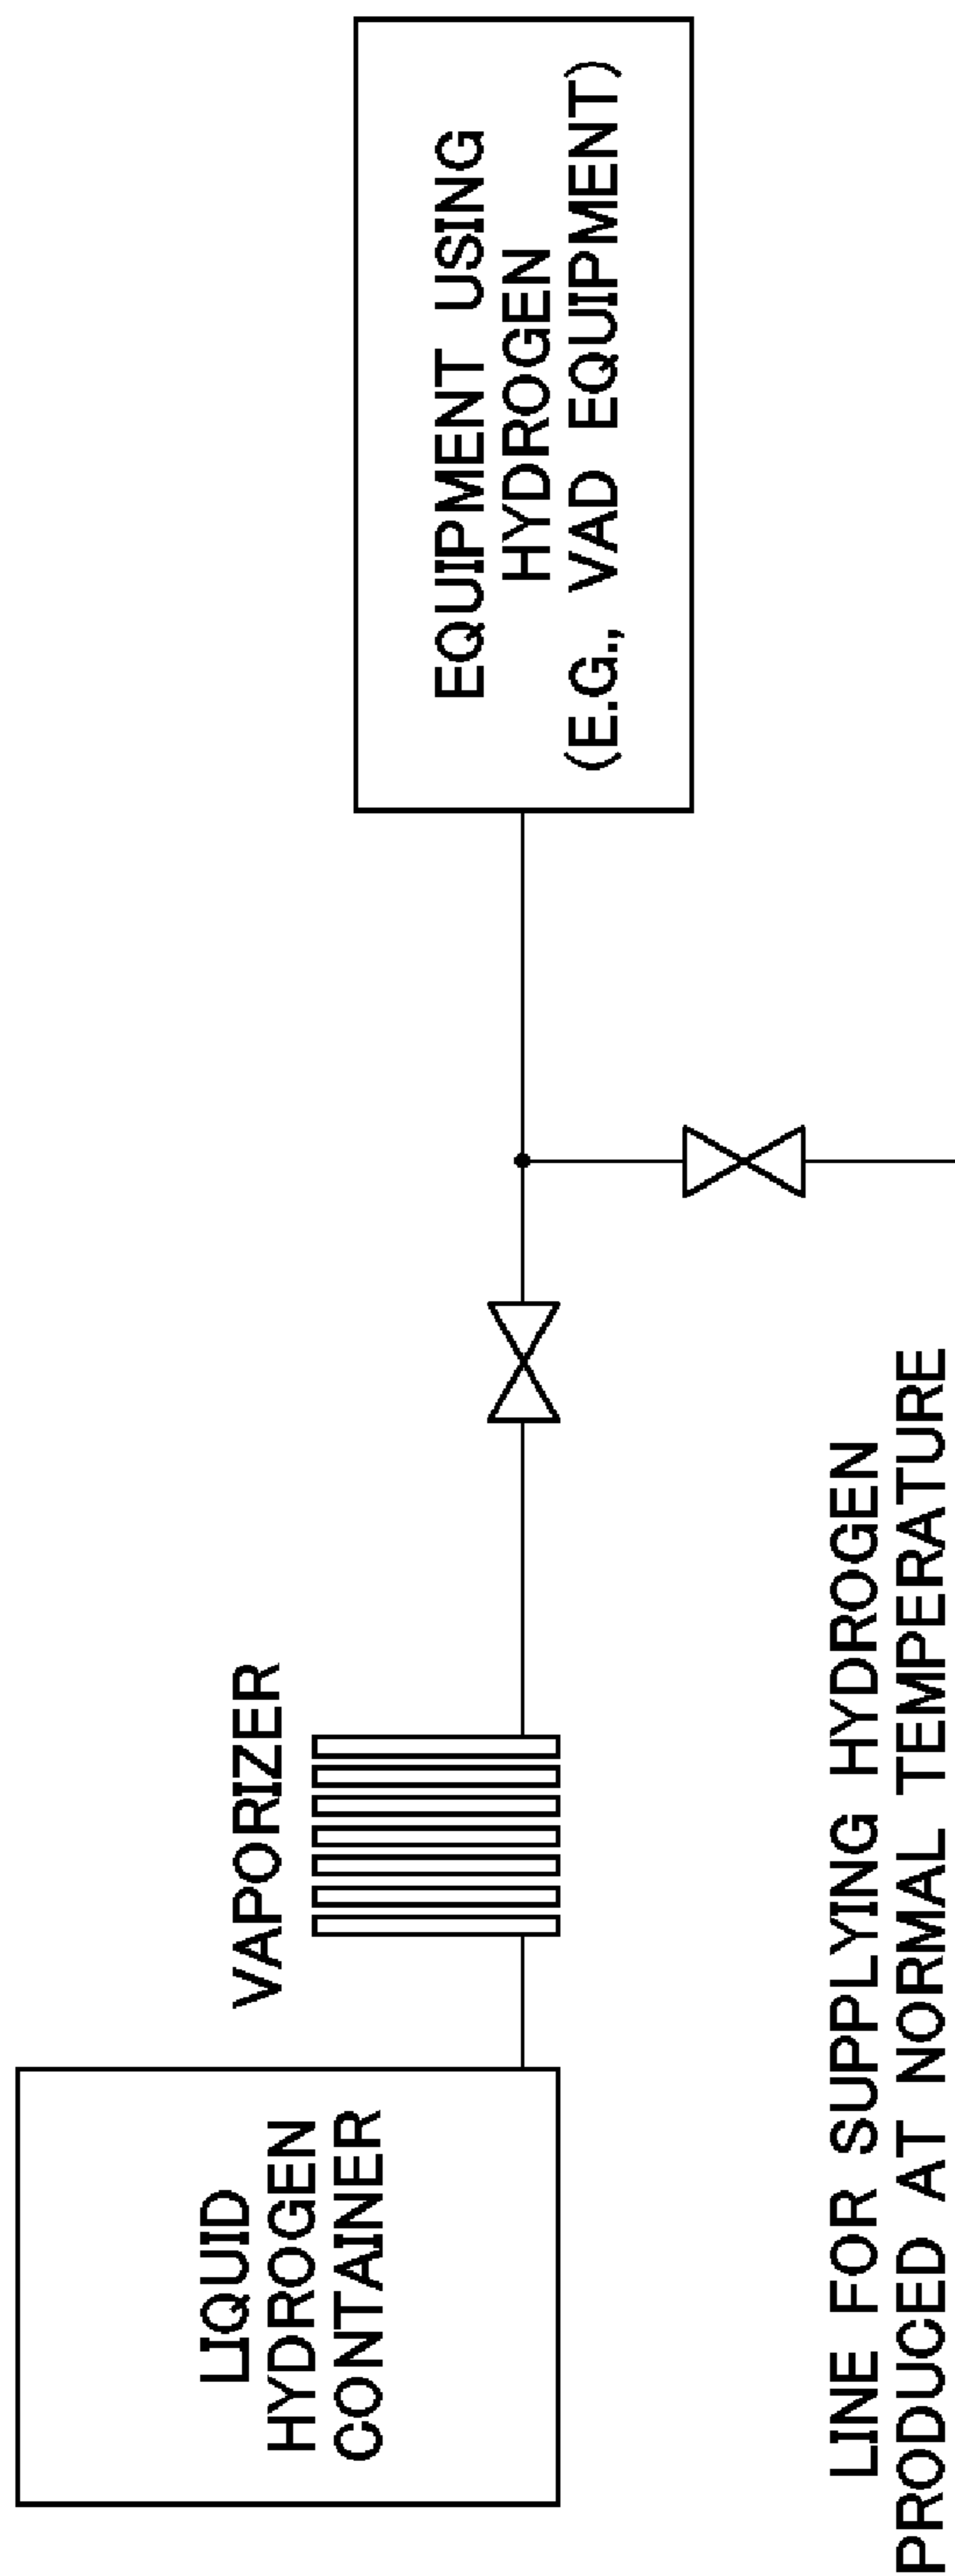 LIQUID
HYDROGEN
CONTAINER
VAPORIZER
EQUIPMENT USING
HYDROGEN
(E.G., VAD EQUIPMENT)
LINE FOR SUPPLYING HYDROGEN
PRODUCED AT NORMAL TEMPERATURE